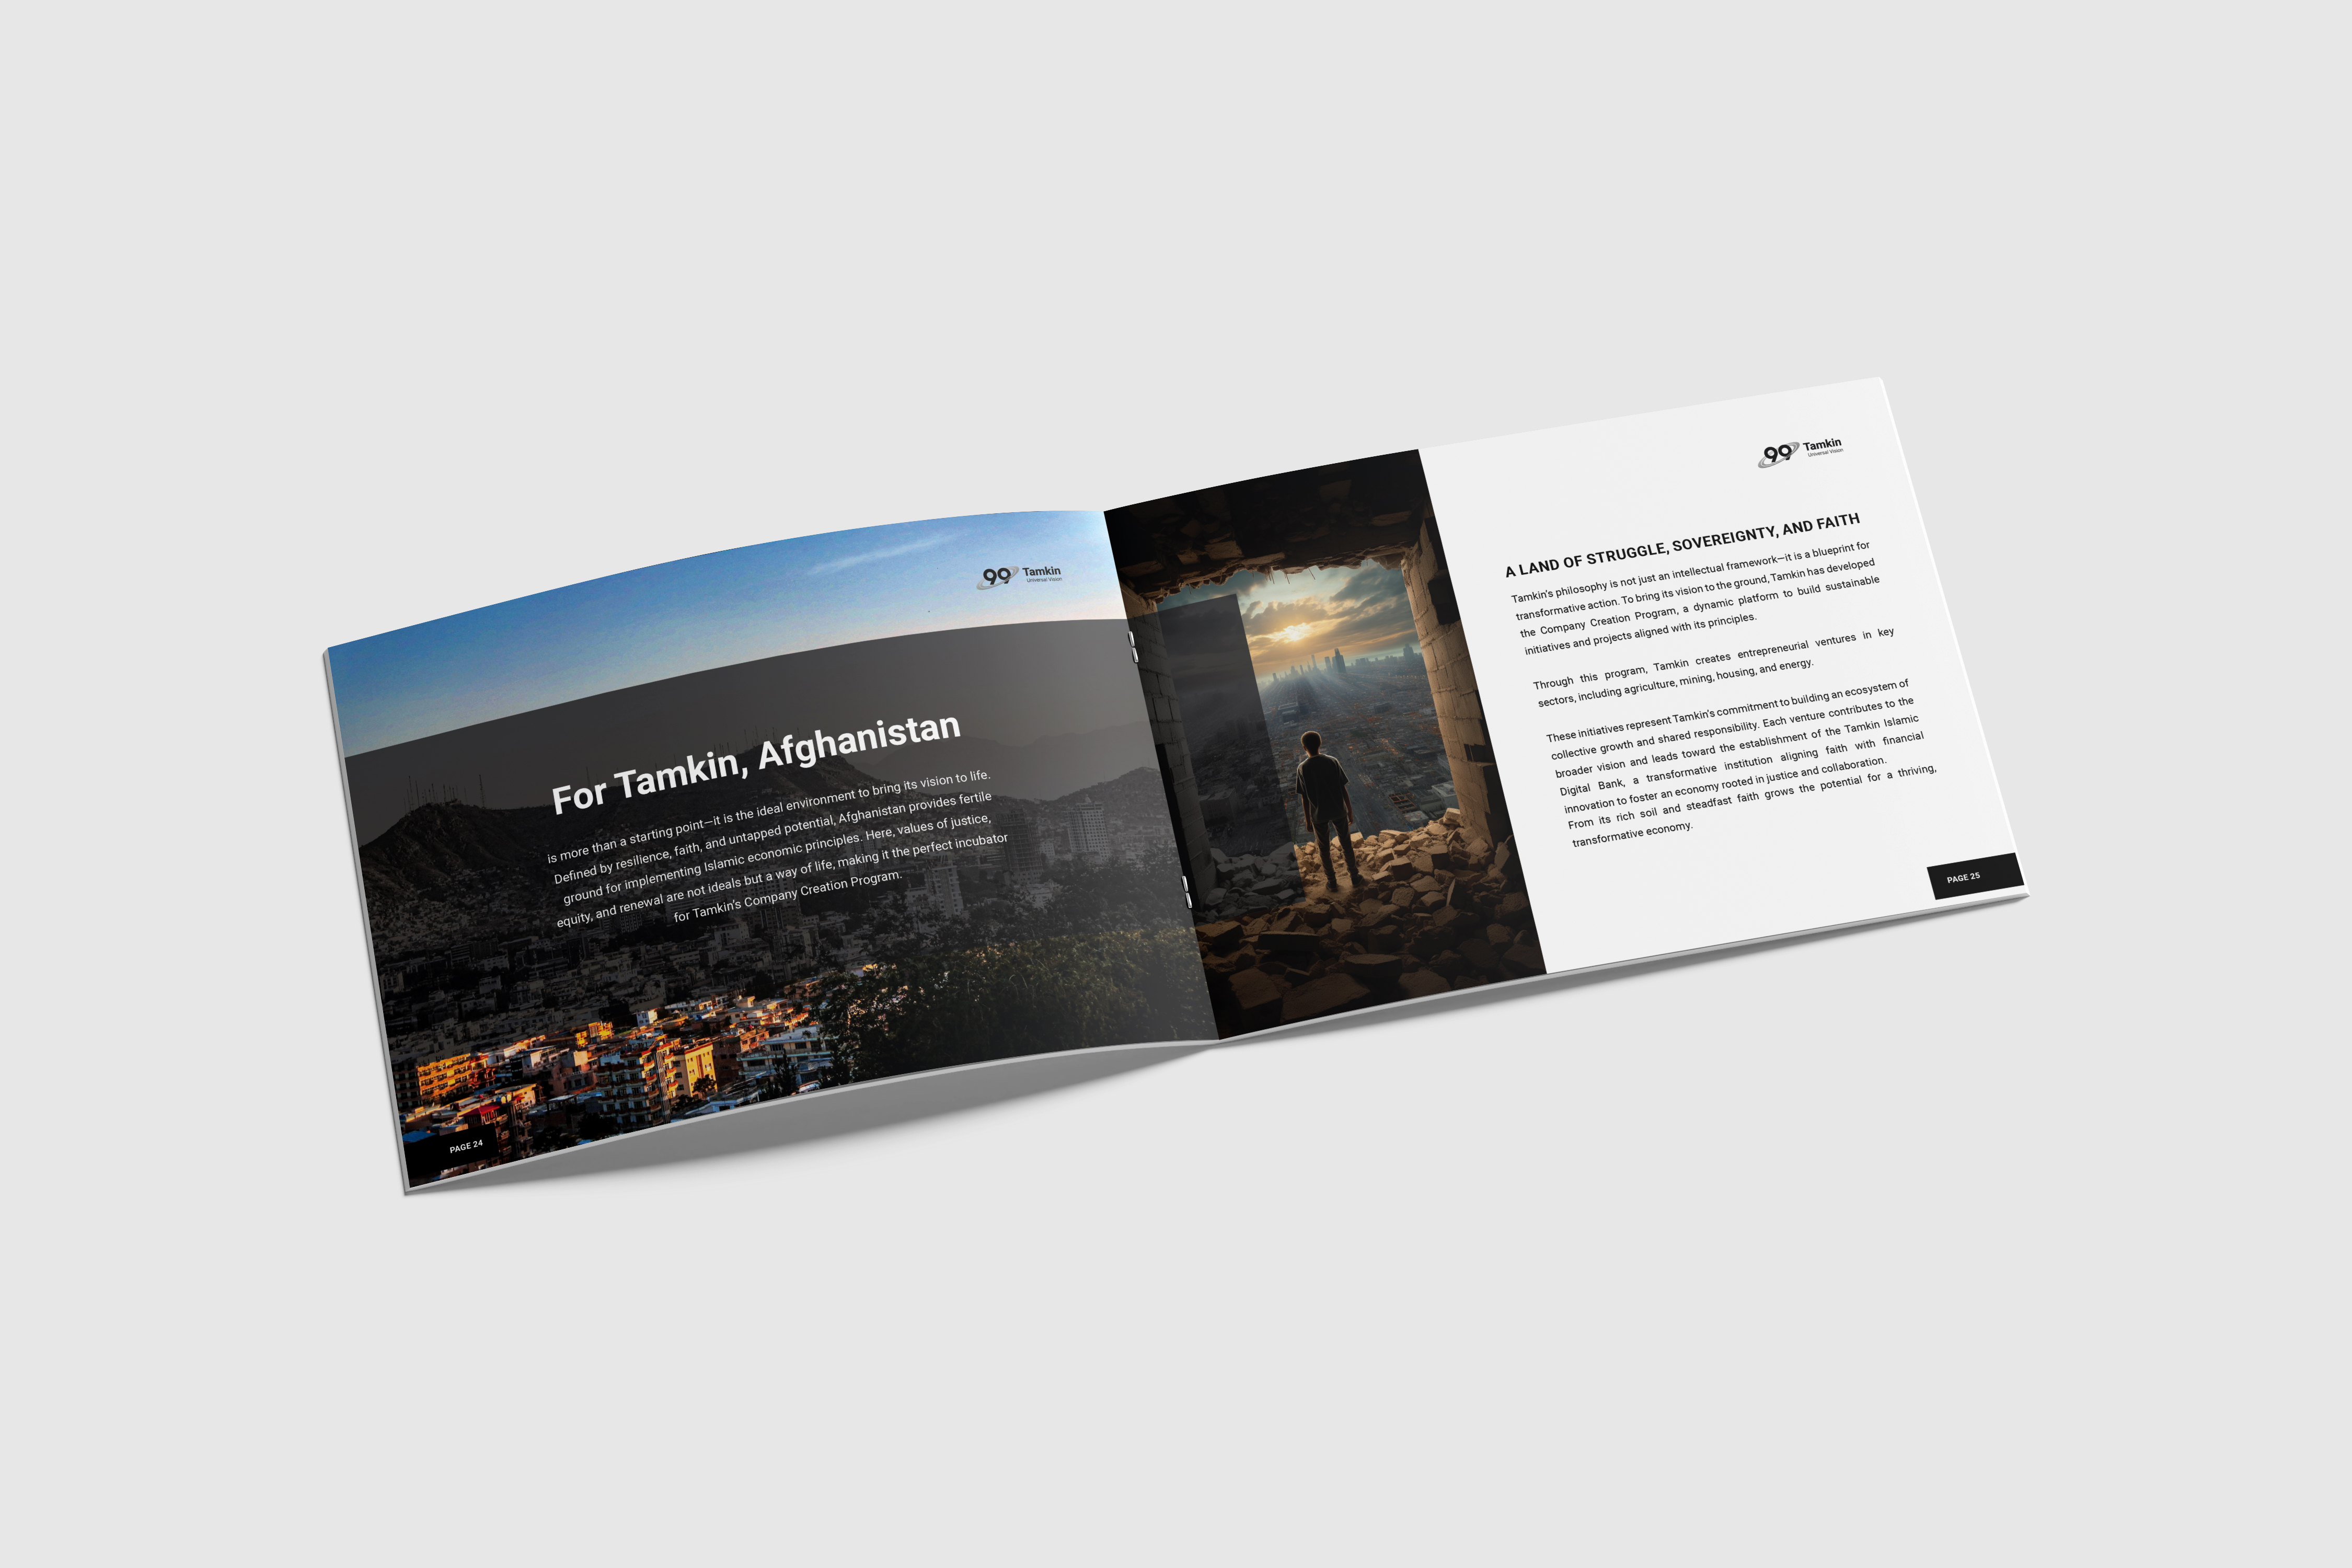 99 Tamkin
Universal Vision
For Tamkin, Afghanistan
is more than a starting point—it is the ideal environment to bring its vision to life.
Defined by resilience, faith, and untapped potential, Afghanistan provides fertile
ground for implementing Islamic economic principles. Here, values of justice,
equity, and renewal are not ideals but a way of life, making it the perfect incubator
for Tamkin's Company Creation Program.
PAGE 24
99 Tamkin
Universal Vision
A LAND OF STRUGGLE, SOVEREIGNTY, AND FAITH
Tamkin's philosophy is not just an intellectual framework—it is a blueprint for
transformative action. To bring its vision to the ground, Tamkin has developed
the Company Creation Program, a dynamic platform to build sustainable
initiatives and projects aligned with its principles.
Through this program, Tamkin creates entrepreneurial ventures in key
sectors, including agriculture, mining, housing, and energy.
These initiatives represent Tamkin's commitment to building an ecosystem of
collective growth and shared responsibility. Each venture contributes to the
broader vision and leads toward the establishment of the Tamkin Islamic
Digital Bank, a transformative institution aligning faith with financial
innovation to foster an economy rooted in justice and collaboration.
From its rich soil and steadfast faith grows the potential for a thriving,
transformative economy.
PAGE 25